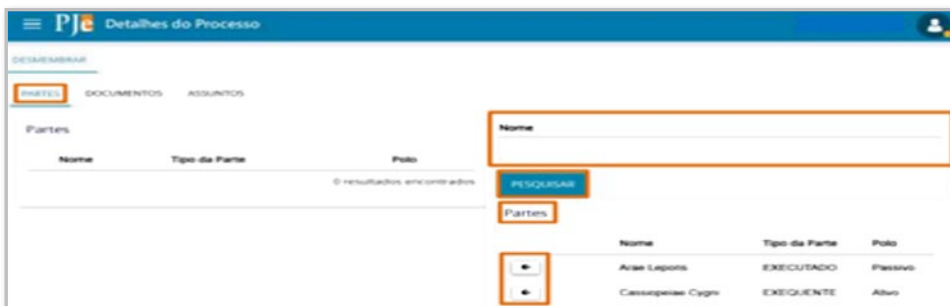 PJe Detalhes do Processo
DESMEMBRAR
PARTES DOCUMENTOS ASSUNTOS
Partes
Nome Tipo da Parte Polo
0 resultados encontrados
Nome
PESQUISAR
Partes
Nome Tipo da Parte Polo
Arae Leporis EXECUTADO Passivo
Cassiopeiae Cygni EXEQUENTE Ativo